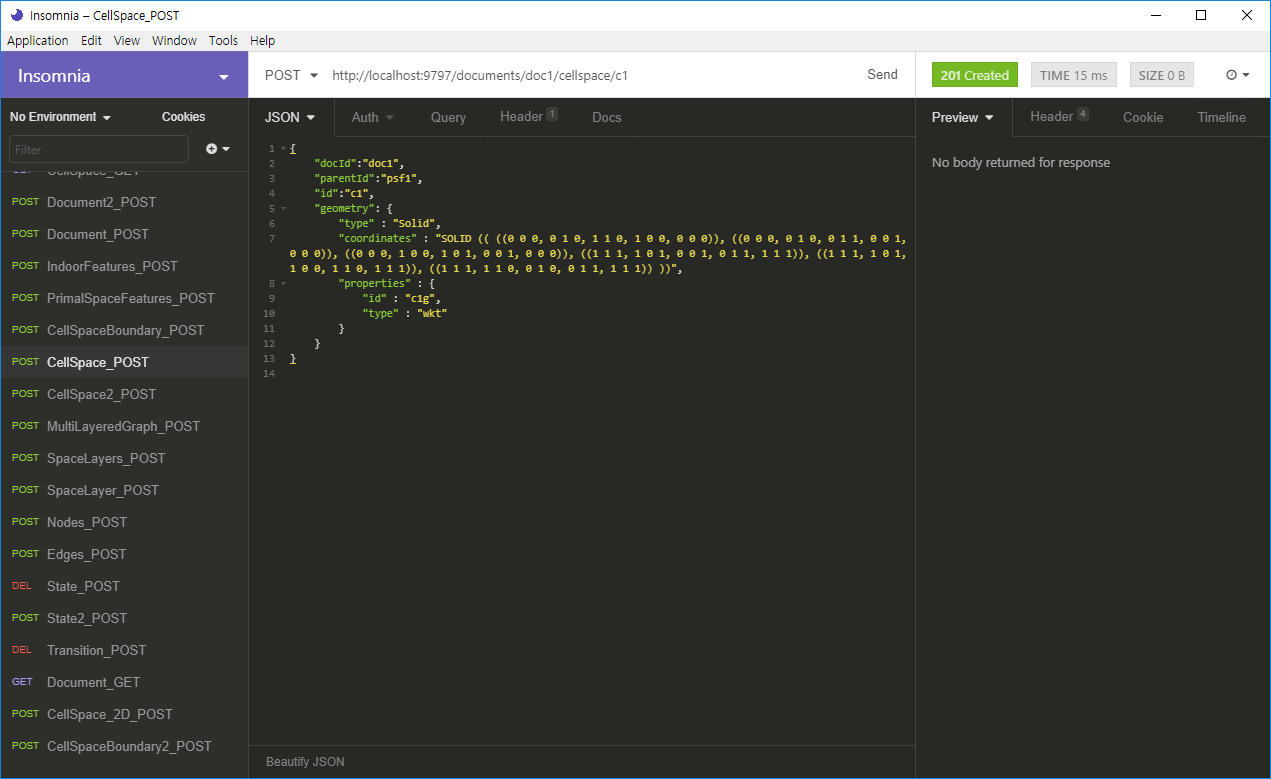 Insomnia – CellSpace_POST
Application Edit View Window Tools Help
Insomnia
POST http://localhost:9797/documents/doc1/cellspace/c1 Send
201 Created TIME 15 ms SIZE 0 B
No Environment Cookies
Filter
GET CellSpace_GET
POST Document2_POST
POST Document_POST
POST IndoorFeatures_POST
POST PrimalSpaceFeatures_POST
POST CellSpaceBoundary_POST
POST CellSpace_POST
POST CellSpace2_POST
POST MultiLayeredGraph_POST
POST SpaceLayers_POST
POST SpaceLayer_POST
POST Nodes_POST
POST Edges_POST
DEL State_POST
POST State2_POST
DEL Transition_POST
GET Document_GET
POST CellSpace_2D_POST
POST CellSpaceBoundary2_POST
JSON Auth Query Header 1 Docs
1 {
2 "docId":"doc1",
3 "parentId":"psf1",
4 "id":"c1",
5 "geometry": {
6 "type" : "Solid",
7 "coordinates" : "SOLID (( ((0 0 0, 0 1 0, 1 1 0, 1 0 0, 0 0 0)), ((0 0 0, 0 1 0, 0 1 1, 0 0 1,
0 0 0)), ((0 0 0, 1 0 0, 1 0 1, 0 0 1, 0 0 0)), ((1 1 1, 1 0 1, 0 0 1, 0 1 1, 1 1 1)), ((1 1 1, 1 0 1,
1 0 0, 1 1 0, 1 1 1)), ((1 1 1, 1 1 0, 0 1 0, 0 1 1, 1 1 1)) ))",
8 "properties" : {
9 "id" : "c1g",
10 "type" : "wkt"
11 }
12 }
13 }
14
Beautify JSON
Preview Header 4 Cookie Timeline
No body returned for response